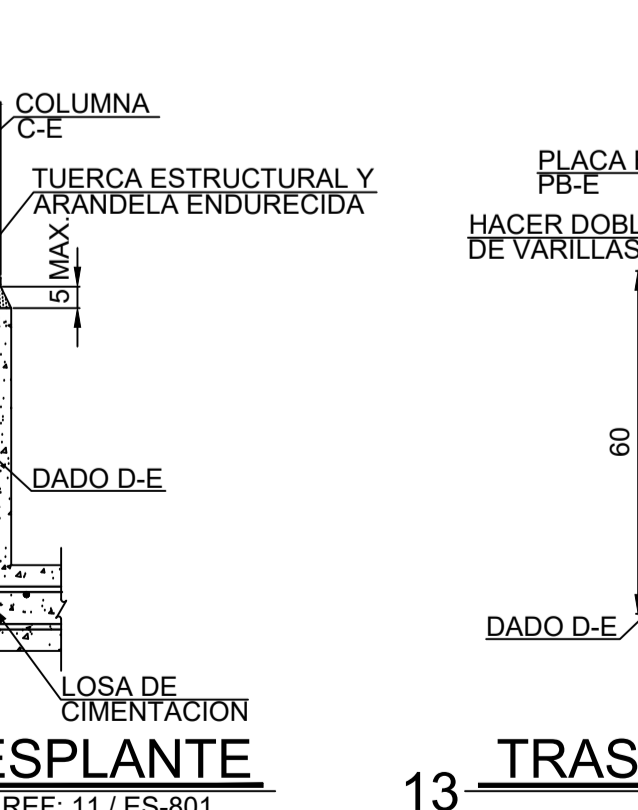 COLUMNA
C-E
TUERCA ESTRUCTURAL Y
ARANDELA ENDURECIDA
5 MAX.
DADO D-E
LOSA DE
CIMENTACION
ESPLANTE
REF: 11 / ES-801
PLACA
PB-E
HACER DOBL
DE VARILLAS
60
DADO D-E
13
TRAS